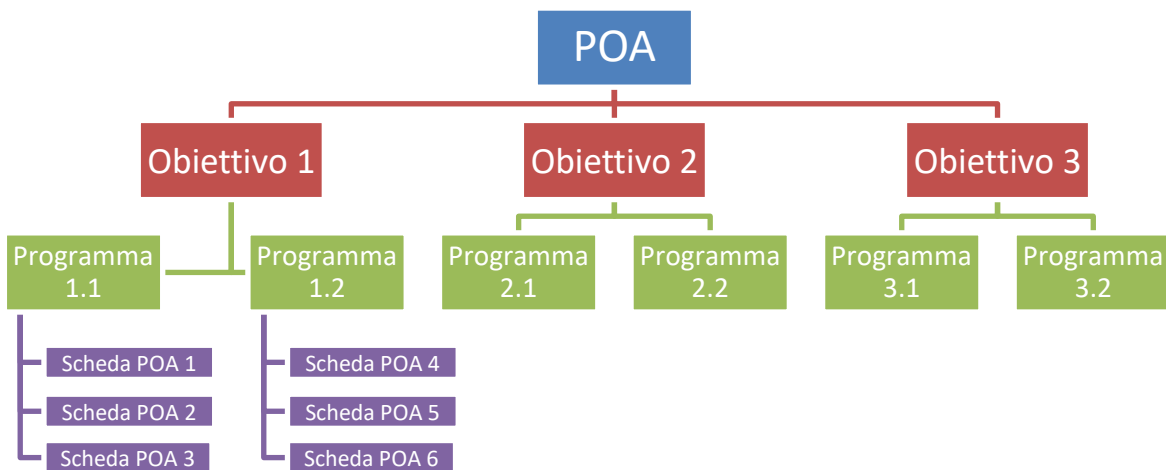 POA
Obiettivo 1
Obiettivo 2
Obiettivo 3
Programma
1.1
Programma
1.2
Programma
2.1
Programma
2.2
Programma
3.1
Programma
3.2
Scheda POA 1
Scheda POA 2
Scheda POA 3
Scheda POA 4
Scheda POA 5
Scheda POA 6